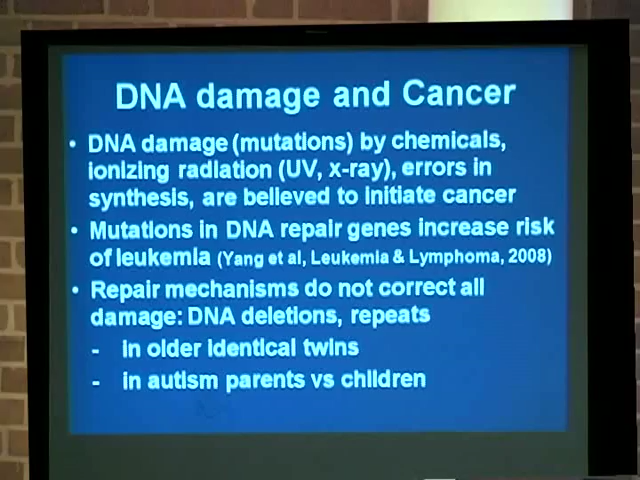 DNA damage and Cancer
• DNA damage (mutations) by chemicals,
ionizing radiation (UV, x-ray), errors in
synthesis, are believed to initiate cancer
• Mutations in DNA repair genes increase risk
of leukemia (Yang et al, Leukemia & Lymphoma, 2008)
• Repair mechanisms do not correct all
damage: DNA deletions, repeats
- in older identical twins
- in autism parents vs children